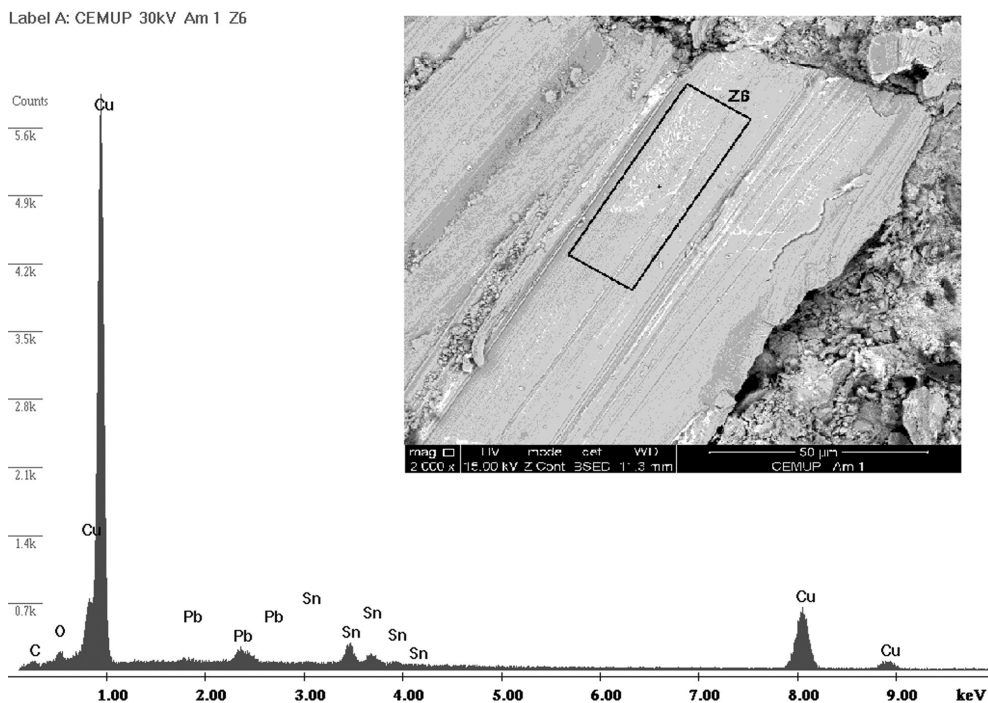 Label A: CEMUP 30kV Am 1 Z6
Counts
5.6k
4.9k
4.2k
3.5k
2.8k
2.1k
1.4k
0.7k
Cu
Cu
C
O
Pb
Pb
Pb
Sn
Sn
Sn
Sn
Sn
Cu
Cu
1.00 2.00 3.00 4.00 5.00 6.00 7.00 8.00 9.00 keV
Z6
mag HV mode det WD
2 000 x 15.00 kV Z Cont BSED 11.3 mm
50 µm
CEMUP Am 1